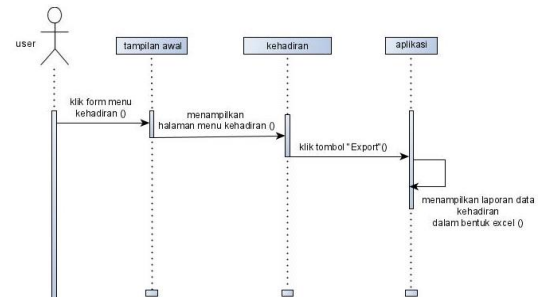 user
tampilan awal
kehadiran
aplikasi
klik form menu
kehadiran ()
menampilkan
halaman menu kehadiran ()
klik tombol "Export"()
menampilkan laporan data
kehadiran
dalam bentuk excel ()